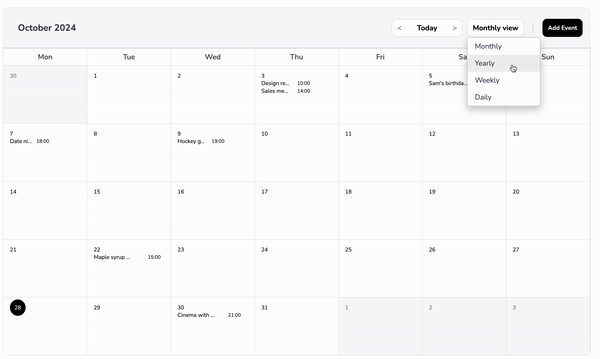 October 2024
< Today >
Monthly view
Add Event
Monthly
Yearly
Weekly
Daily
Mon Tue Wed Thu Fri Sa Sun
30 1 2 3 4 5
Design re... 10:00
Sales me... 14:00
Sam's birthda...
7 8 9 10 11 12 13
Date ni... 18:00
Hockey g... 19:00
14 15 16 17 18 19 20
21 22 23 24 25 26 27
Maple syrup ... 15:00
28 29 30 31 1 2 3
Cinema with ... 21:00